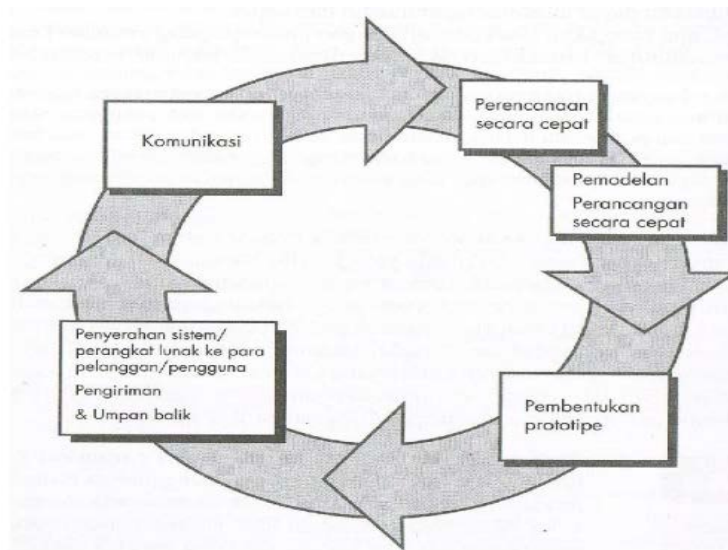 Komunikasi
Perencanaan
secara cepat
Pemodelan
Perancangan
secara cepat
Pembentukan
prototipe
Penyerahan sistem/
perangkat lunak ke para
pelanggan/pengguna
Pengiriman
& Umpan balik